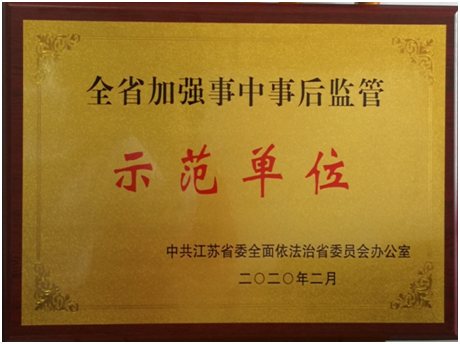 全省加强事中事后监管
示范单位
中共江苏省委全面依法治省委员会办公室
二〇二〇年二月